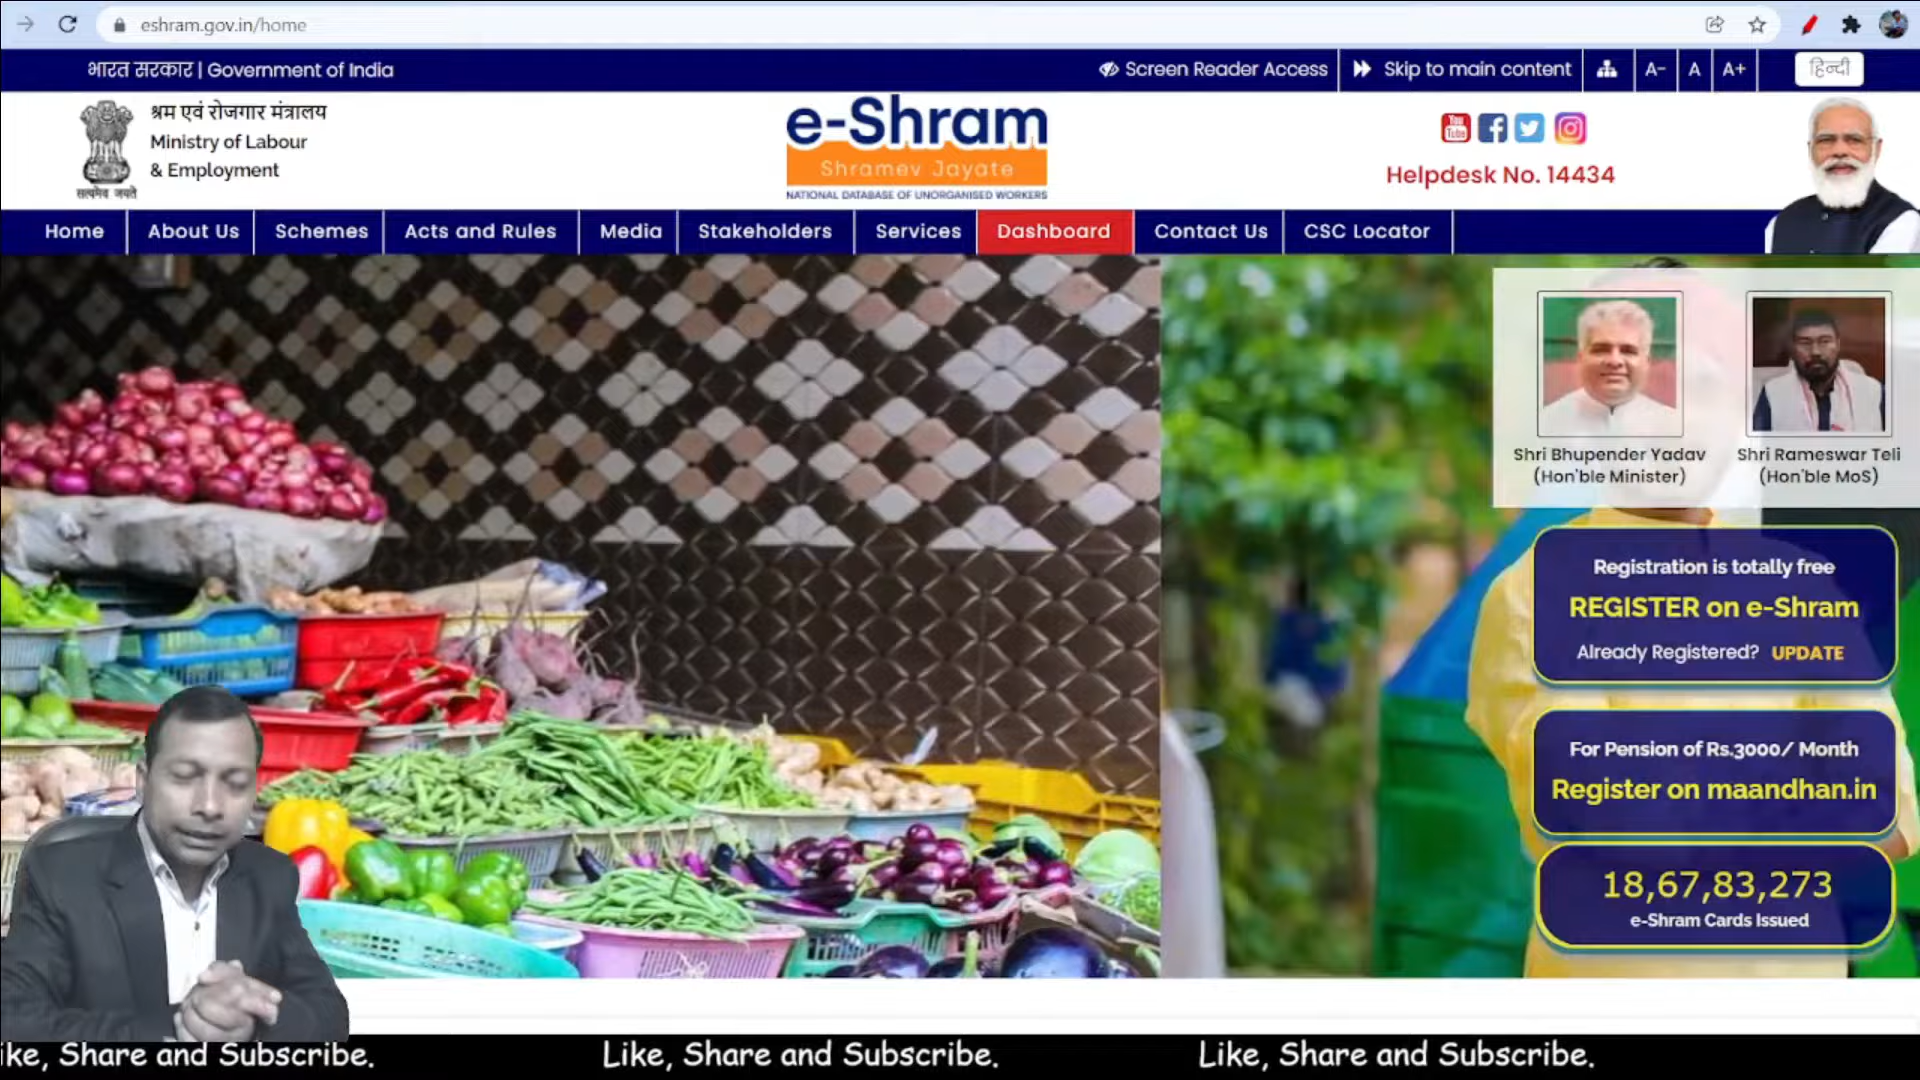 eshram.gov.in/home
भारत सरकार | Government of India
Screen Reader Access
Skip to main content
A-
A
A+
हिन्दी
श्रम एवं रोजगार मंत्रालय
Ministry of Labour
& Employment
सत्यमेव जयते
e-Shram
Shramev Jayate
NATIONAL DATABASE OF UNORGANISED WORKERS
You
Tube
Helpdesk No. 14434
Home
About Us
Schemes
Acts and Rules
Media
Stakeholders
Services
Dashboard
Contact Us
CSC Locator
Shri Bhupender Yadav
(Hon'ble Minister)
Shri Rameswar Teli
(Hon'ble MoS)
Registration is totally free
REGISTER on e-Shram
Already Registered? UPDATE
For Pension of Rs.3000/ Month
Register on maandhan.in
18,67,83,273
e-Shram Cards Issued
ike, Share and Subscribe.
Like, Share and Subscribe.
Like, Share and Subscribe.